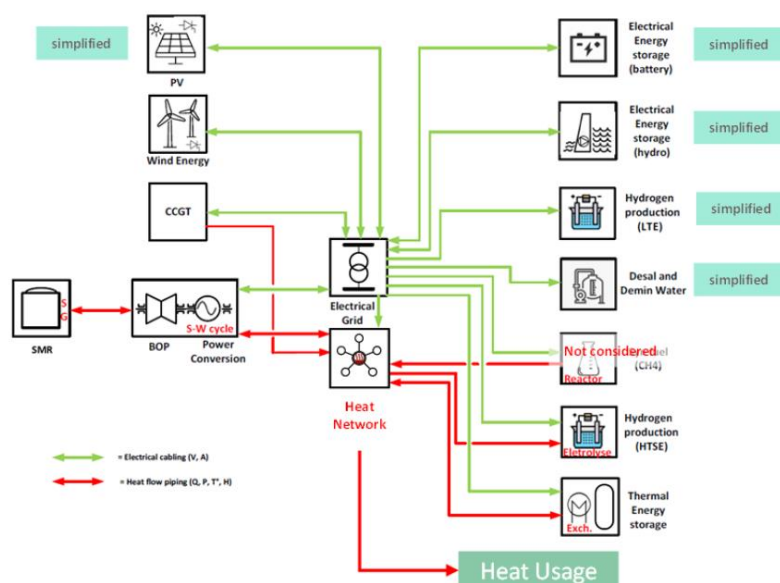 simplified
PV
Wind Energy
CCGT
SMR
S
G
BOP
S-W cycle
Power
Conversion
Electrical
Grid
Heat
Network
Electrical
Energy
storage
(battery)
simplified
Electrical
Energy
storage
(hydro)
simplified
Hydrogen
production
(LTE)
simplified
Desal and
Demin Water
simplified
Not considered
(CH4)
Reactor
Hydrogen
production
(HTSE)
Eletrolyse
Thermal
Energy
storage
Exch.
= Electrical cabling (V, A)
= Heat flow piping (Q, P, T°, H)
Heat Usage